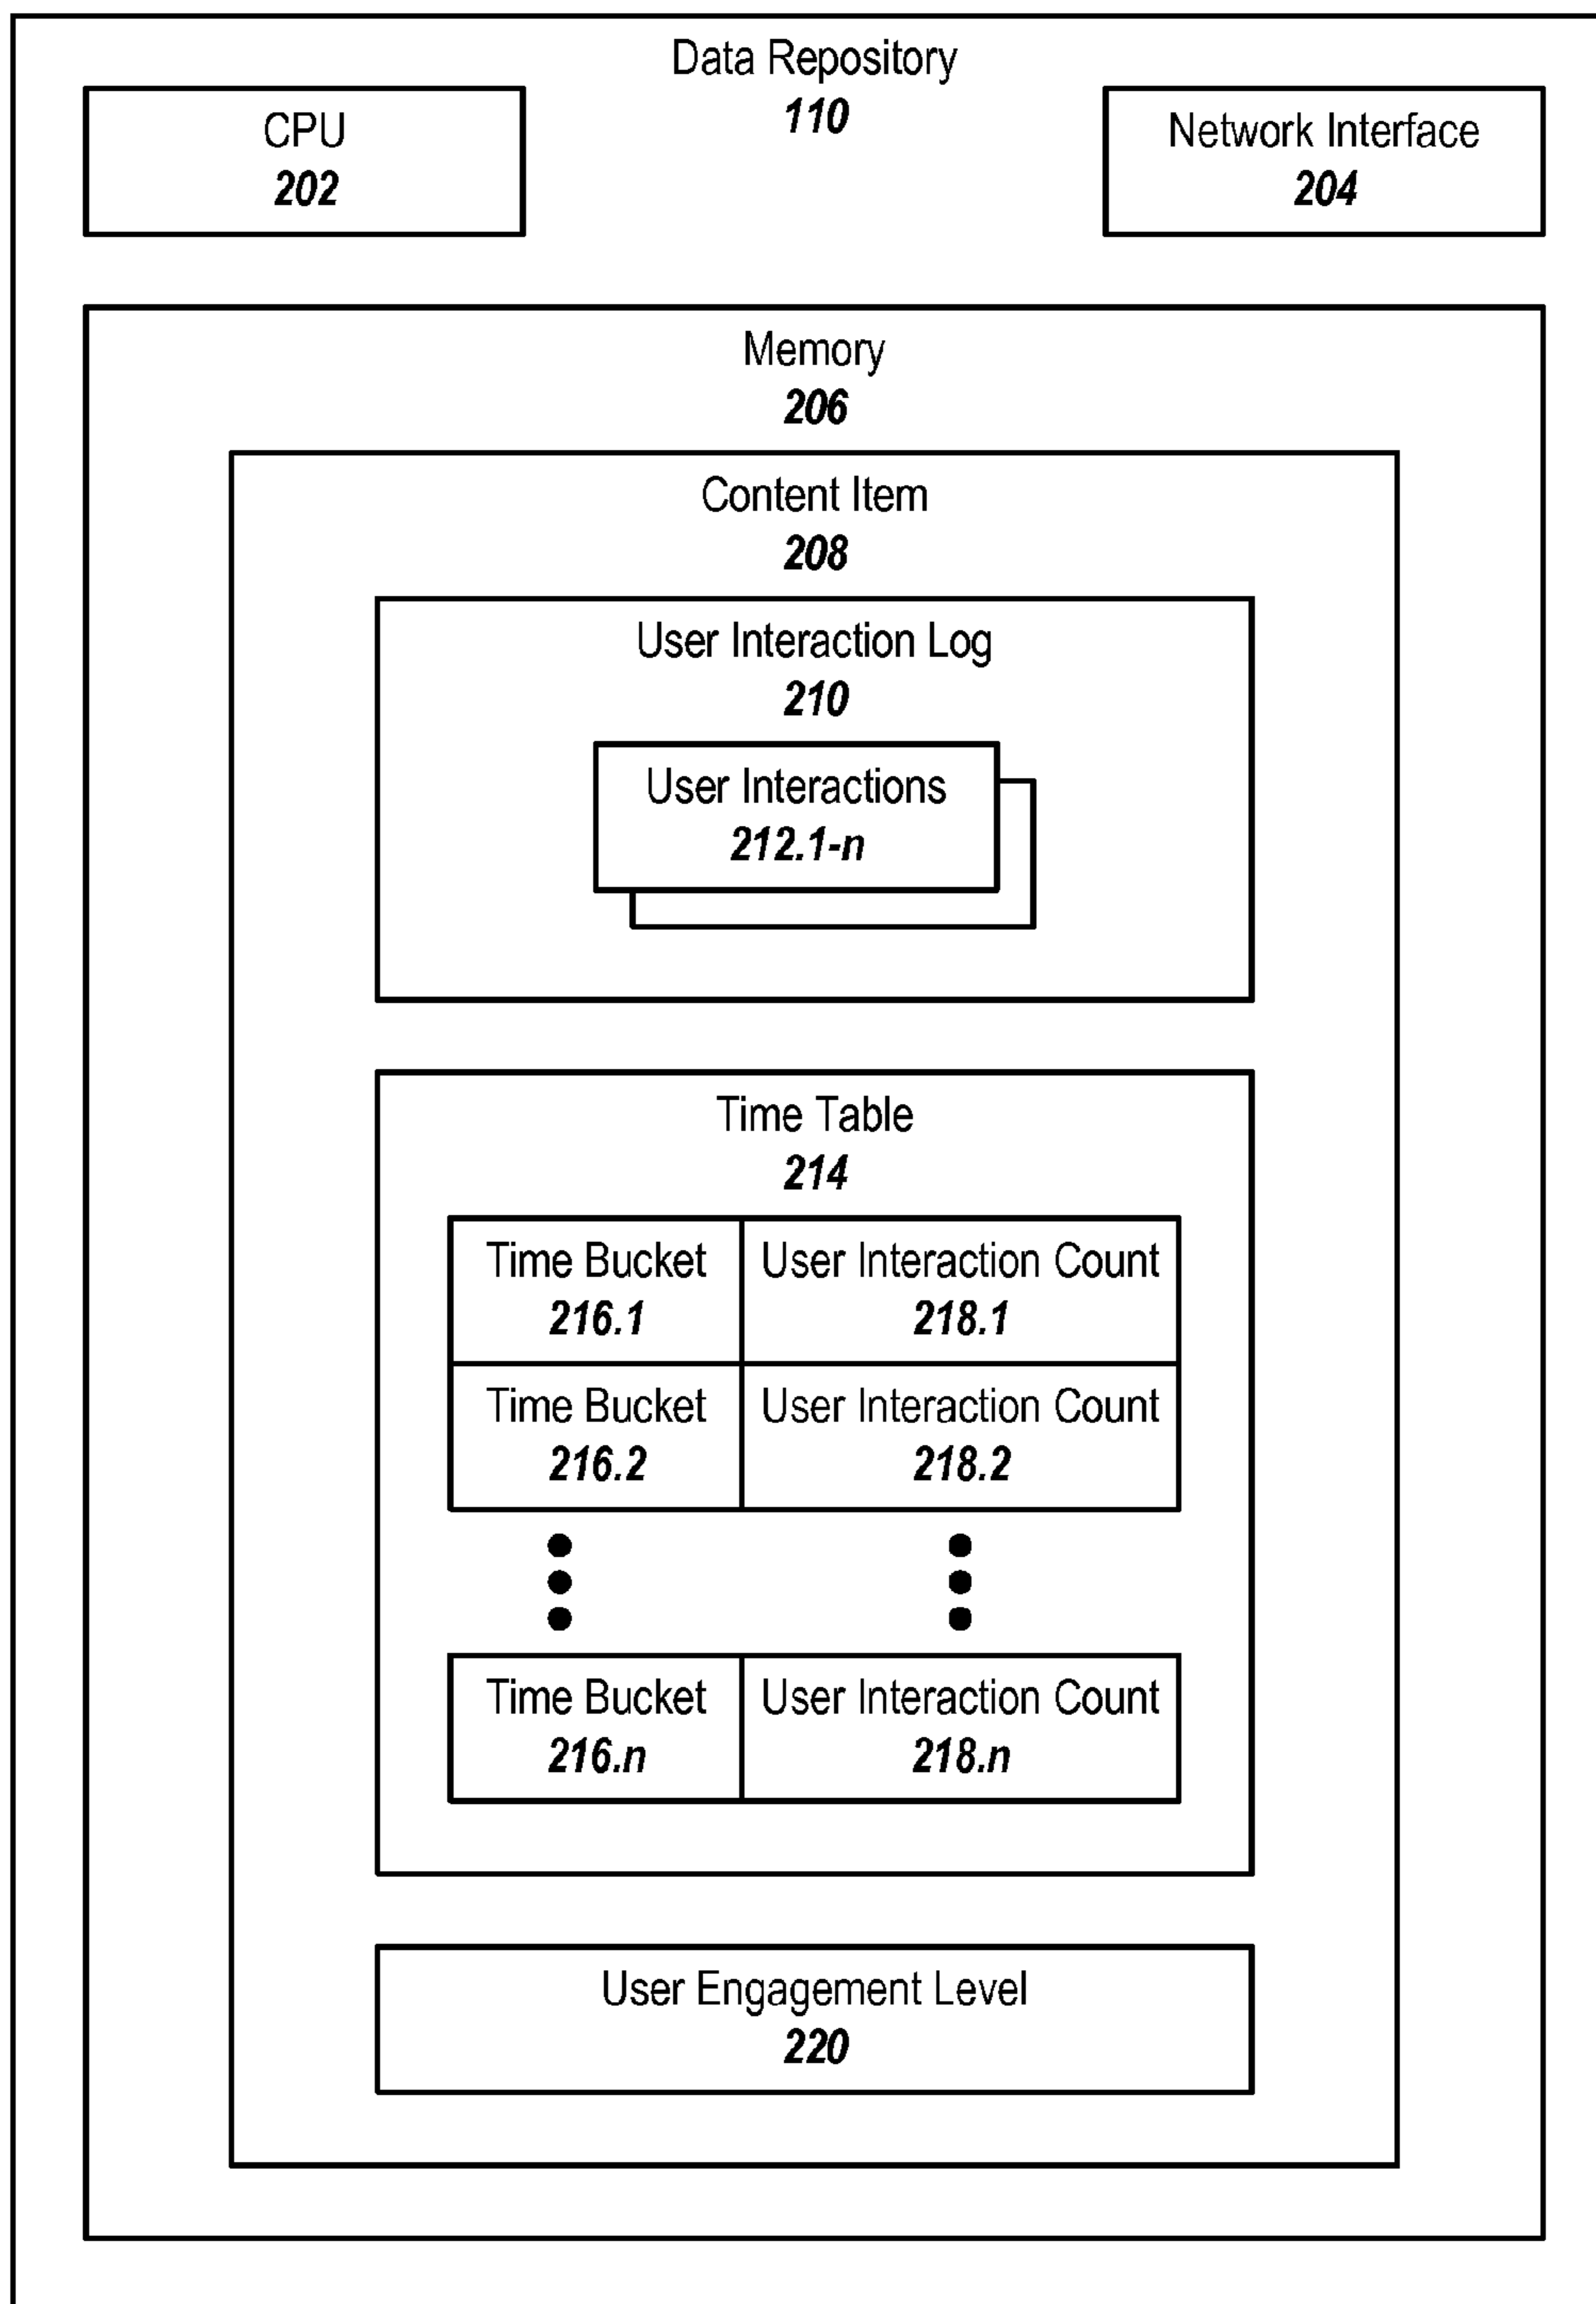 Data Repository
110
CPU
202
Network Interface
204
Memory
206
Content Item
208
User Interaction Log
210
User Interactions
212.1-n
Time Table
214
Time Bucket
216.1
User Interaction Count
218.1
Time Bucket
216.2
User Interaction Count
218.2
Time Bucket
216.n
User Interaction Count
218.n
User Engagement Level
220